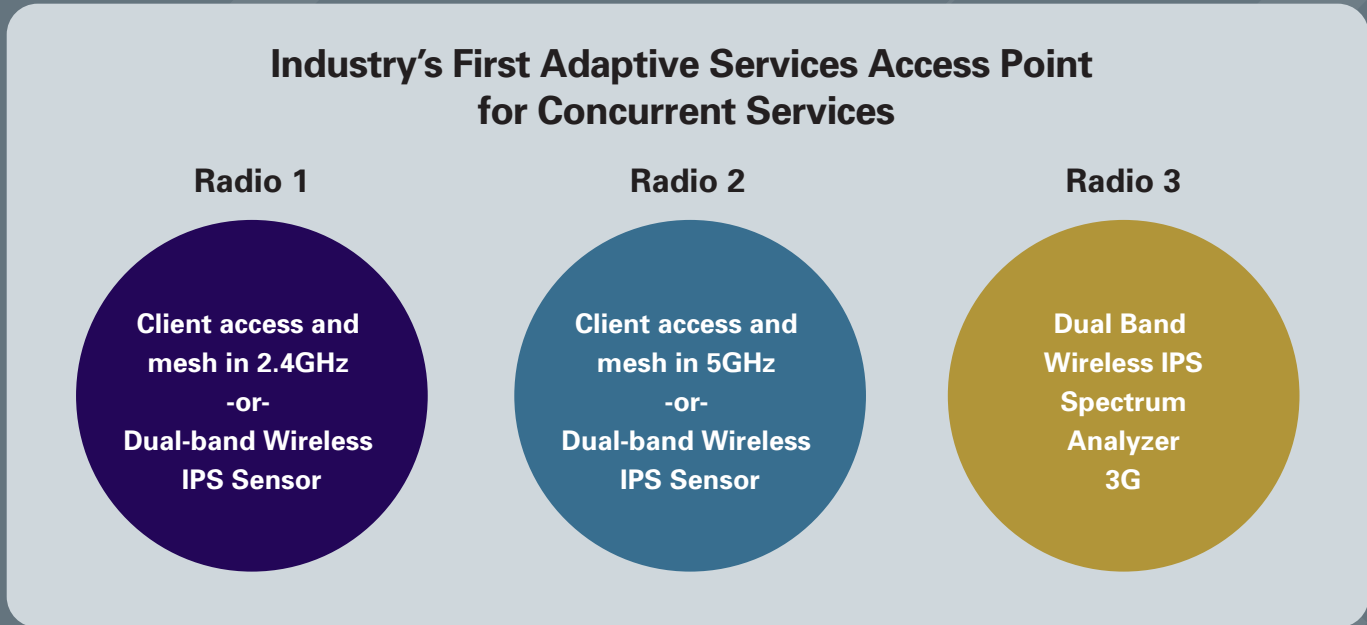 Industry’s First Adaptive Services Access Point
for Concurrent Services
Radio 1
Client access and
mesh in 2.4GHz
-or-
Dual-band Wireless
IPS Sensor
Radio 2
Client access and
mesh in 5GHz
-or-
Dual-band Wireless
IPS Sensor
Radio 3
Dual Band
Wireless IPS
Spectrum
Analyzer
3G